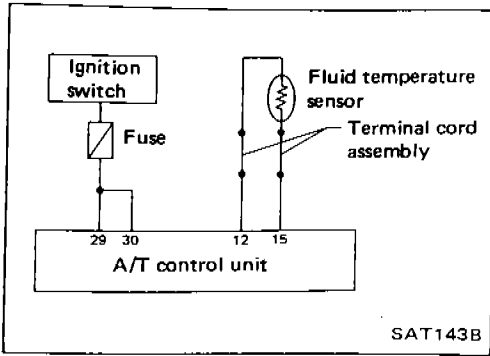 Ignition
switch
Fuse
Fluid temperature
sensor
Terminal cord
assembly
29 30 12 15
A/T control unit
SAT143B